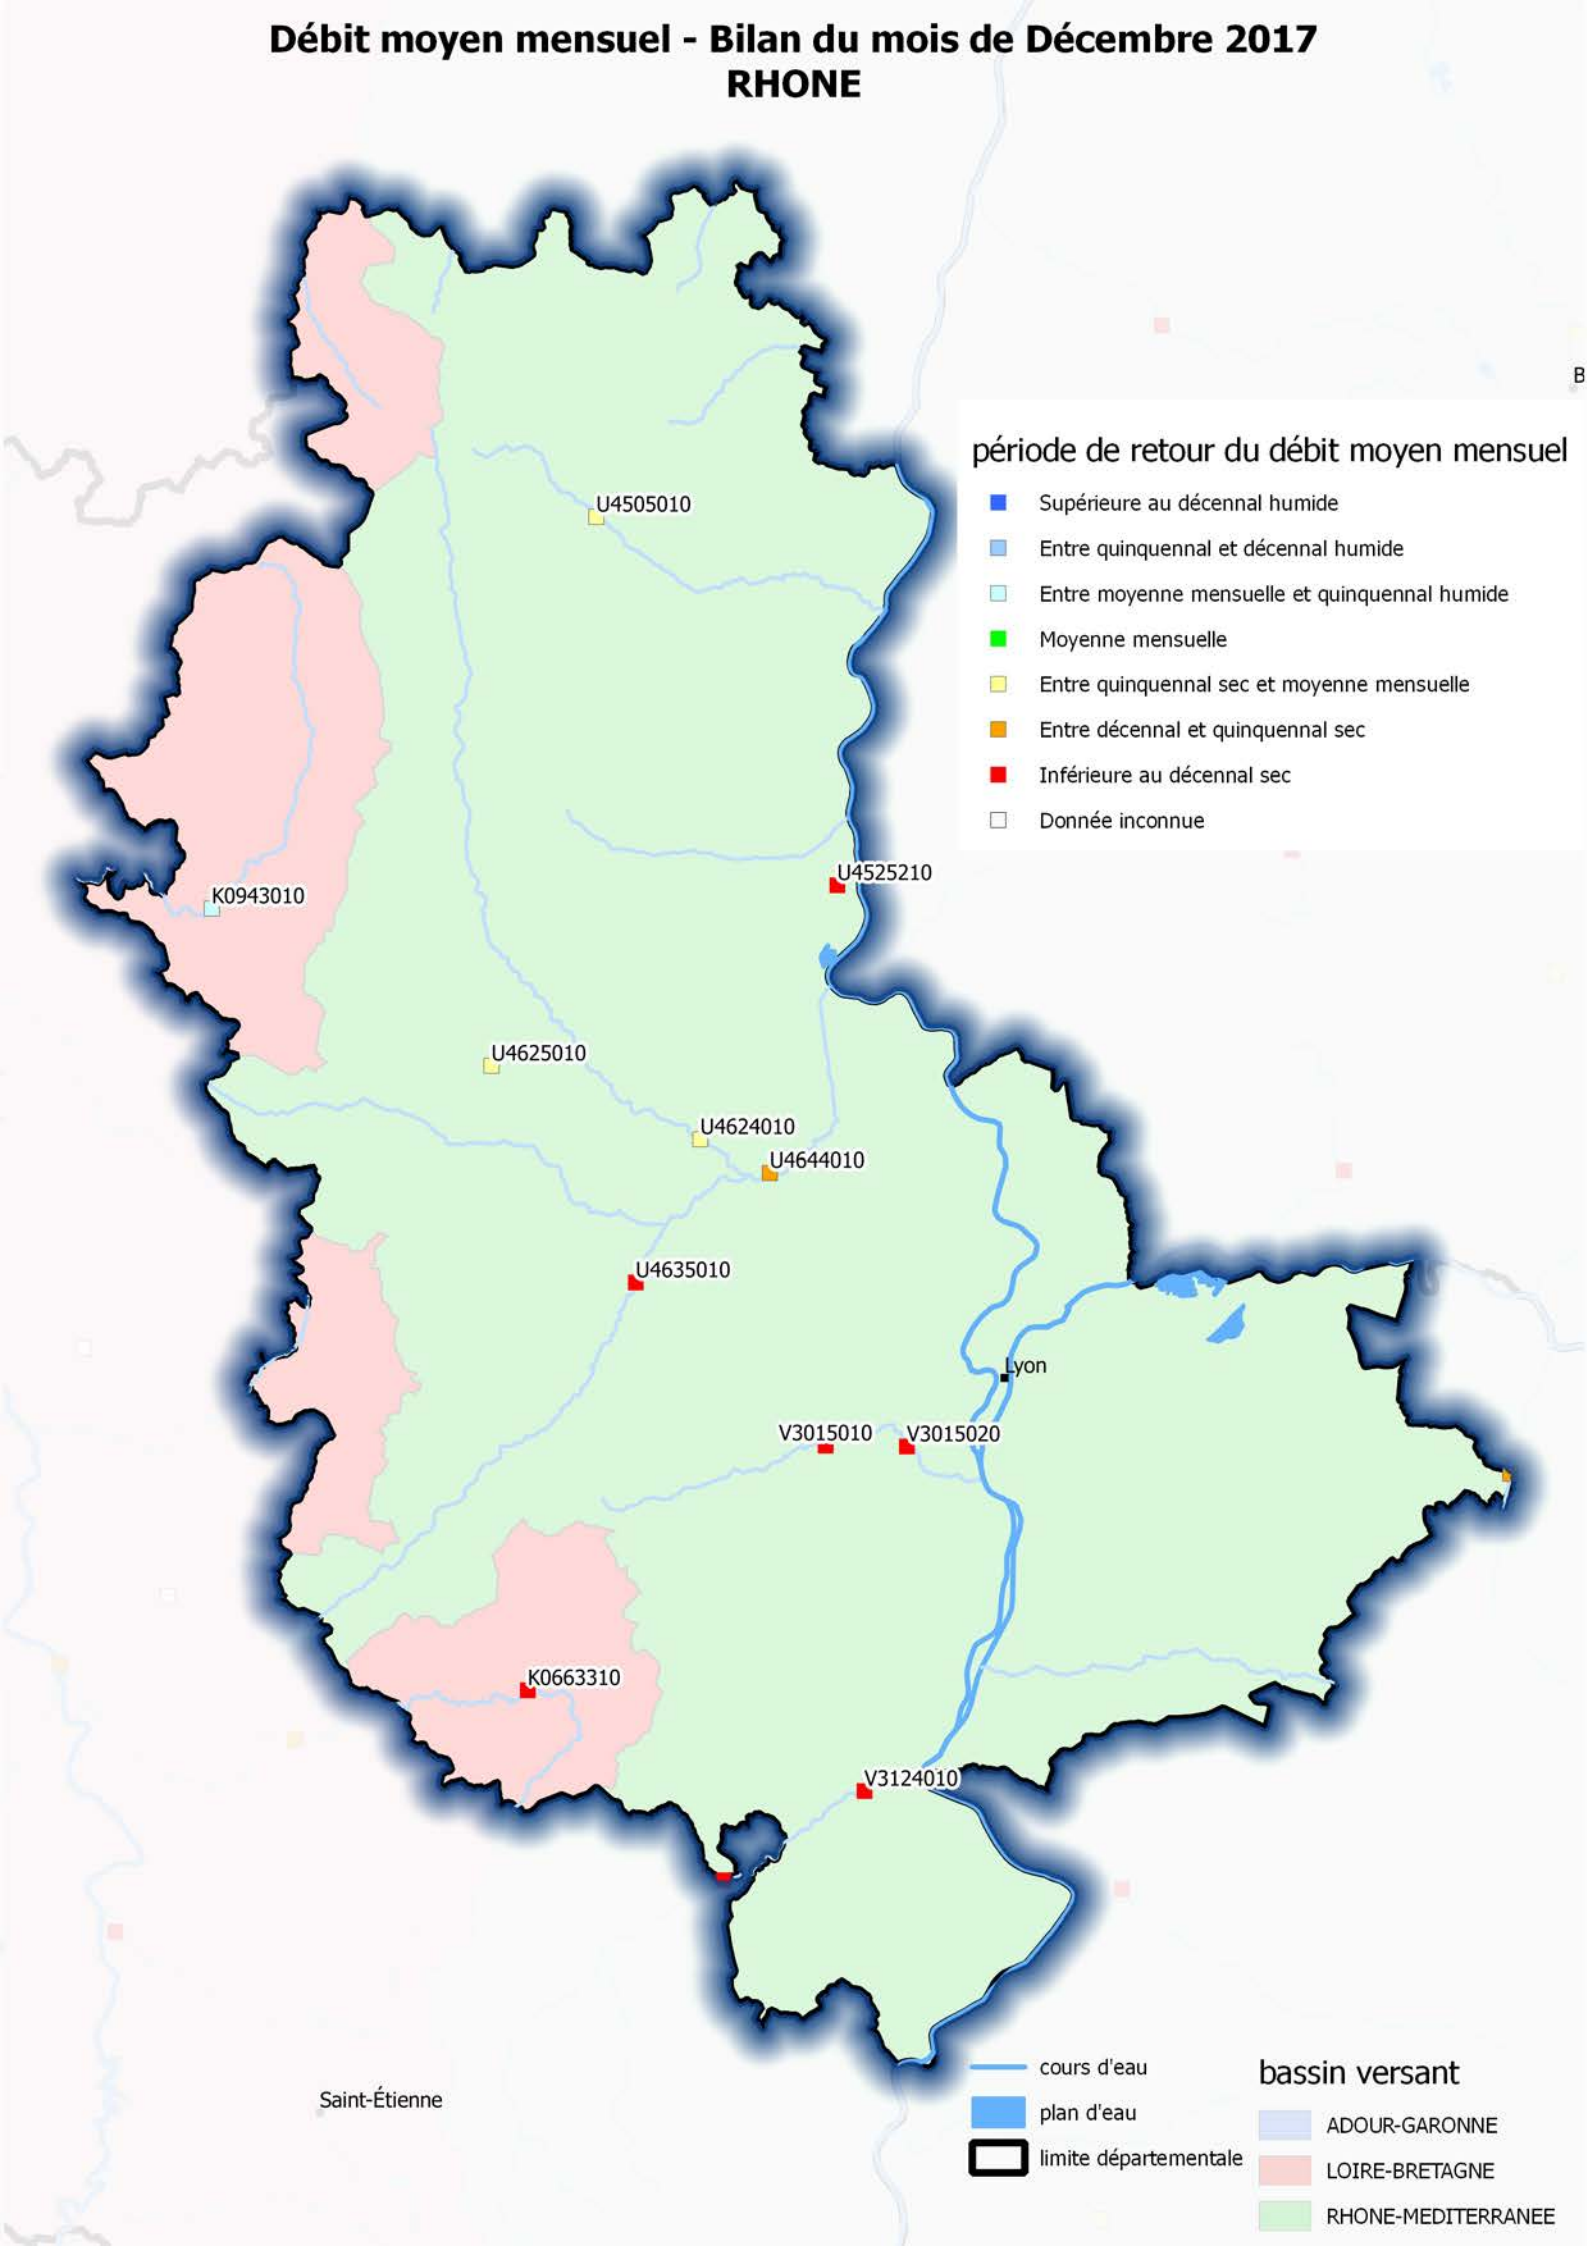 Débit moyen mensuel - Bilan du mois de Décembre 2017
RHONE
B
période de retour du débit moyen mensuel
Supérieure au décennal humide
Entre quinquennal et décennal humide
Entre moyenne mensuelle et quinquennal humide
Moyenne mensuelle
Entre quinquennal sec et moyenne mensuelle
Entre décennal et quinquennal sec
Inférieure au décennal sec
Donnée inconnue
U4505010
U4525210
K0943010
U4625010
U4624010
U4644010
U4635010
Lyon
V3015010
V3015020
K0663310
V3124010
Saint-Étienne
cours d'eau
plan d'eau
limite départementale
bassin versant
ADOUR-GARONNE
LOIRE-BRETAGNE
RHONE-MEDITERRANEE